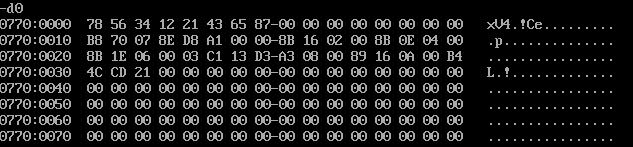 -d0
0770:0000 78 56 34 12 21 43 65 87-00 00 00 00 00 00 00 00 xV4.!Ce.........
0770:0010 B8 70 07 8E D8 A1 00 00-8B 16 02 00 8B 0E 04 00 .p..............
0770:0020 8B 1E 06 00 03 C1 13 D3-A3 08 00 89 16 0A 00 B4 ................
0770:0030 4C CD 21 00 00 00 00 00-00 00 00 00 00 00 00 00 L.!.............
0770:0040 00 00 00 00 00 00 00 00-00 00 00 00 00 00 00 00 ................
0770:0050 00 00 00 00 00 00 00 00-00 00 00 00 00 00 00 00 ................
0770:0060 00 00 00 00 00 00 00 00-00 00 00 00 00 00 00 00 ................
0770:0070 00 00 00 00 00 00 00 00-00 00 00 00 00 00 00 00 ................